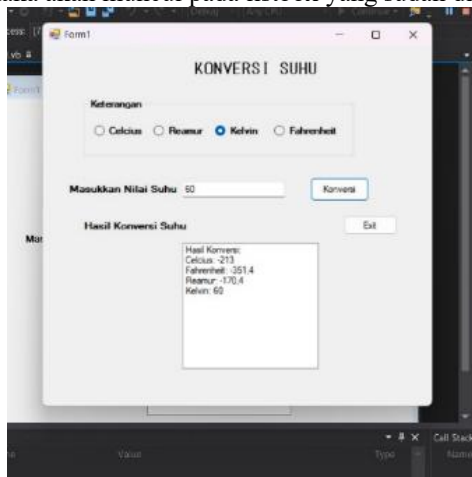 Form1
KONVERSI SUHU
Keterangan
Celcius Reamur Kelvin Fahrenheit
Masukkan Nilai Suhu 60 Konversi
Hasil Konversi Suhu Exit
Hasil Konversi:
Celcius: -213
Fahrenheit: -351,4
Reamur: -170,4
Kelvin: 60
Call Stack
Value Type Name